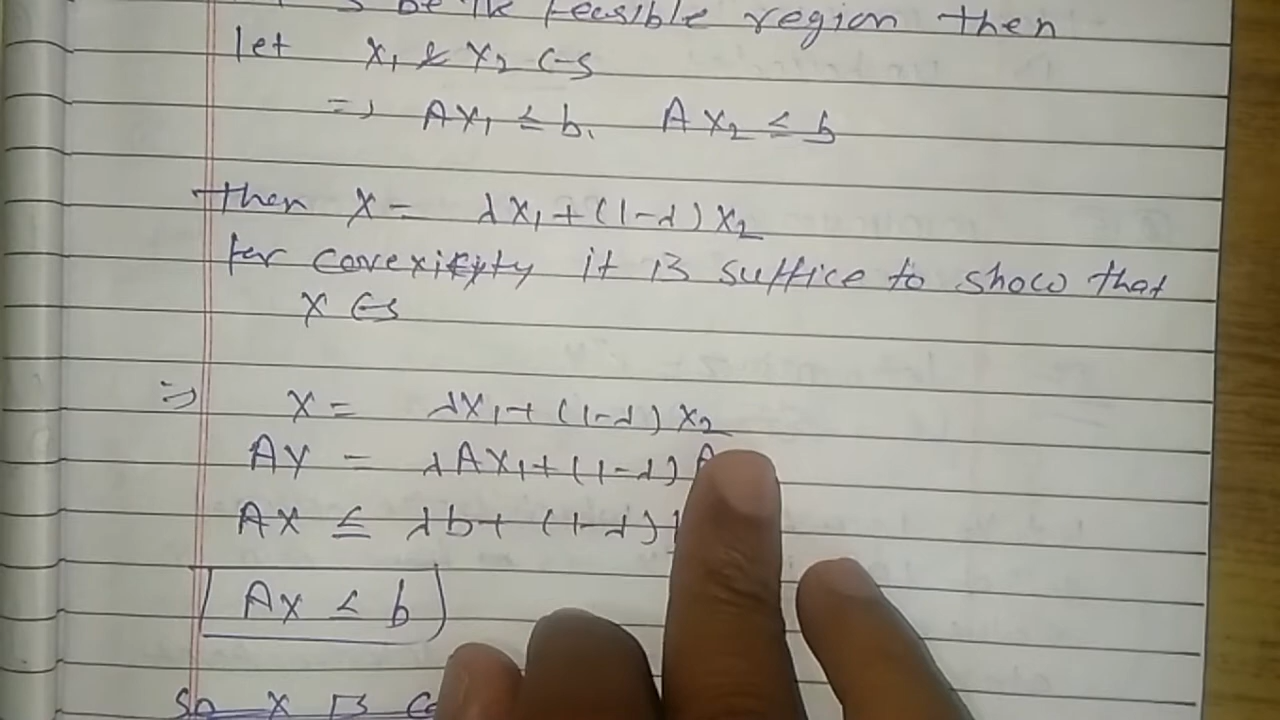 S be the feasible region then
let x₁ & x₂ ∈ S
⇒ Ax₁ ≤ b, Ax₂ ≤ b
Then X = λx₁ + (1-λ)x₂
for convexity it is suffice to show that
X ∈ S
⇒ X = λx₁ + (1-λ)x₂
AX = λAx₁ + (1-λ)A
AX ≤ λb + (1-λ)
AX ≤ b
So X is